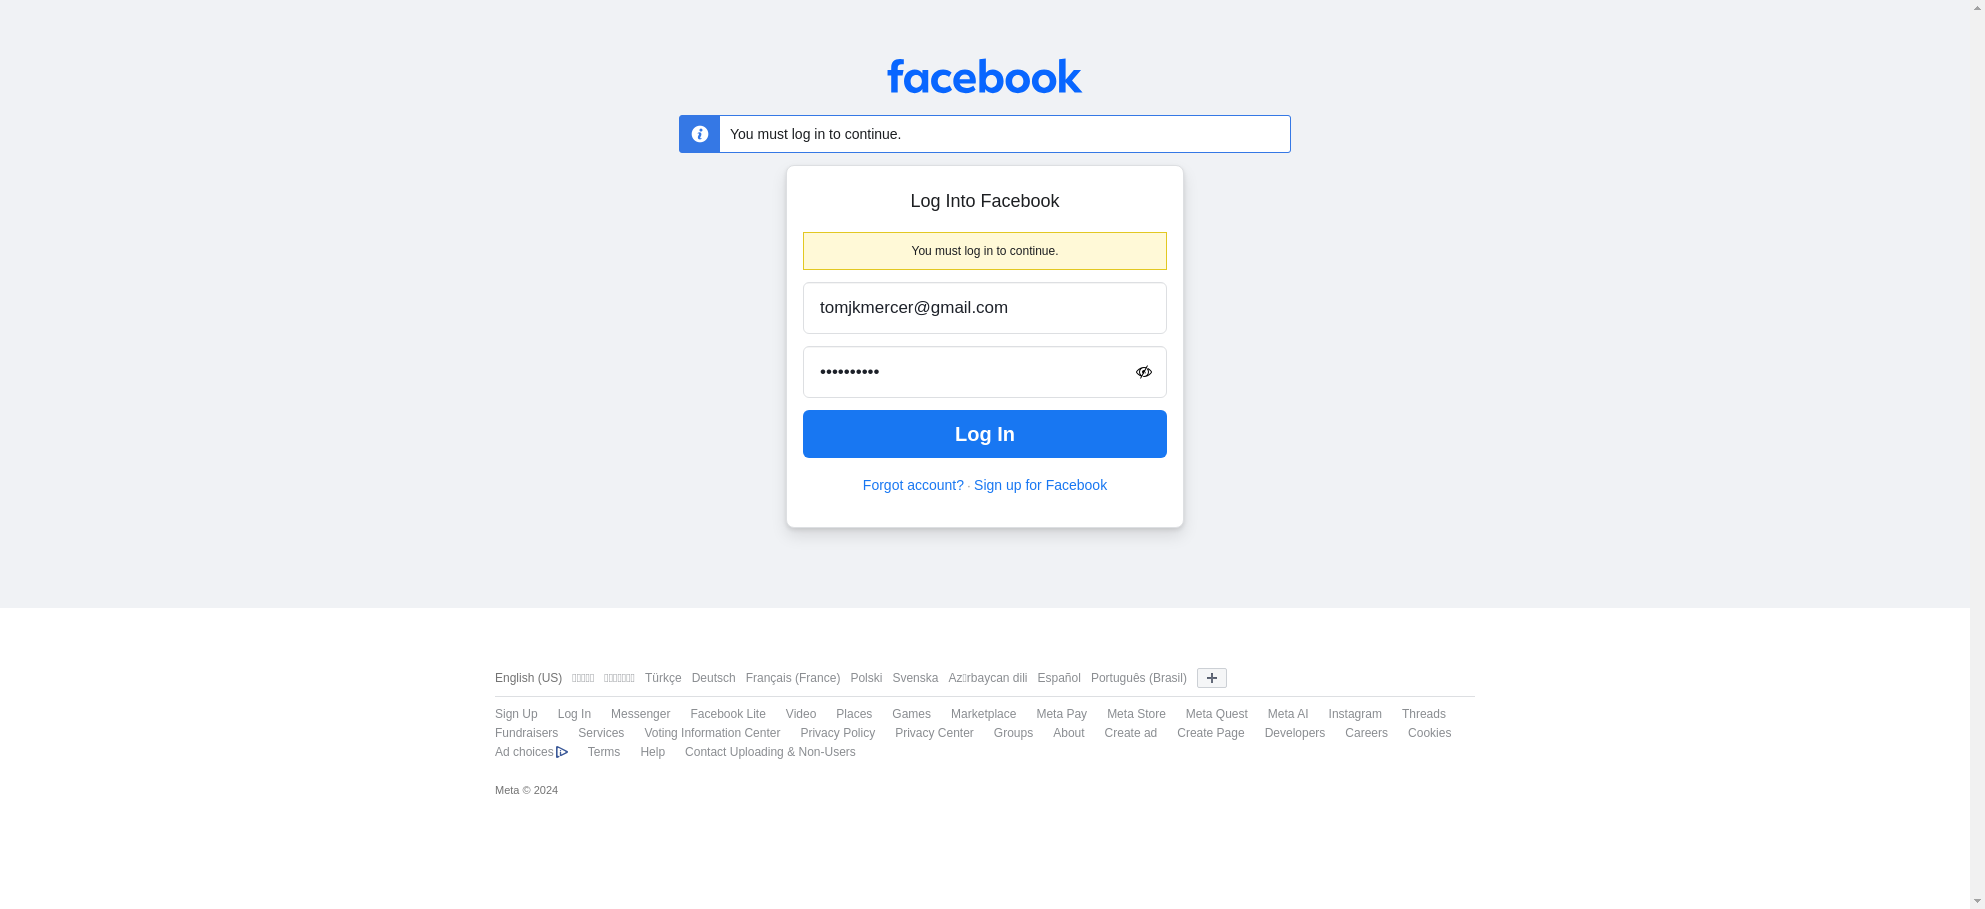 facebook
You must log in to continue.
Log Into Facebook
You must log in to continue.
tomjkmercer@gmail.com
••••••••••
Log In
Forgot account? · Sign up for Facebook
English (US) Türkçe Deutsch Français (France) Polski Svenska Az▯rbaycan dili Español Português (Brasil)
Sign Up Log In Messenger Facebook Lite Video Places Games Marketplace Meta Pay Meta Store Meta Quest Meta AI Instagram Threads
Fundraisers Services Voting Information Center Privacy Policy Privacy Center Groups About Create ad Create Page Developers Careers Cookies
Ad choices Terms Help Contact Uploading & Non-Users
Meta © 2024